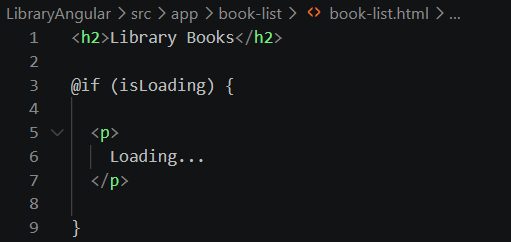 LibraryAngular > src > app > book-list > <> book-list.html > ...
1 <h2>Library Books</h2>
2
3 @if (isLoading) {
4
5 <p>
6 Loading...
7 </p>
8
9 }